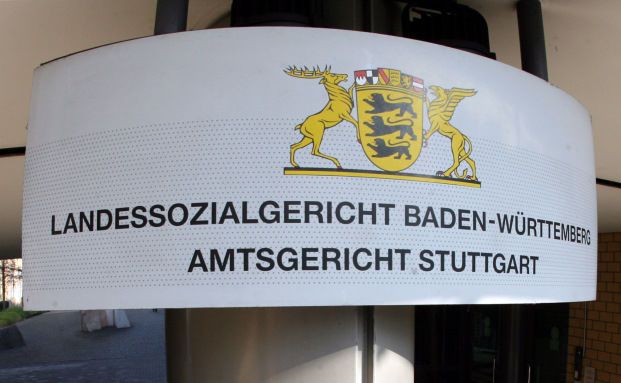 LANDESSOZIALGERICHT BADEN-WÜRTTEMBERG
AMTSGERICHT STUTTGART